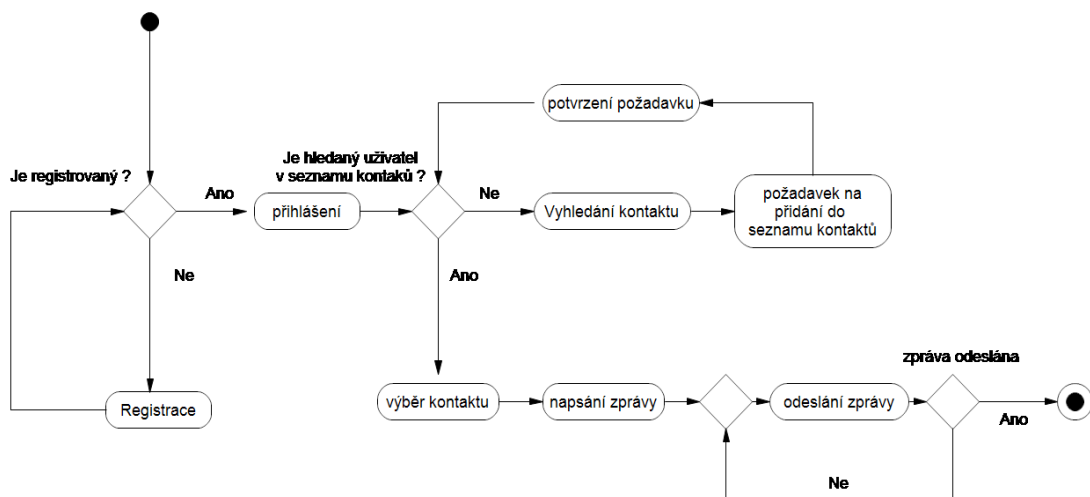 potvrzení požadavku
Je registrovaný ?
Ano
Je hledaný uživatel
v seznamu kontaků ?
přihlášení
Ne
Vyhledání kontaktu
požadavek na
přidání do
seznamu kontaktů
Ne
Ano
Registrace
výběr kontaktu
napsání zprávy
odeslání zprávy
zpráva odeslána
Ano
Ne